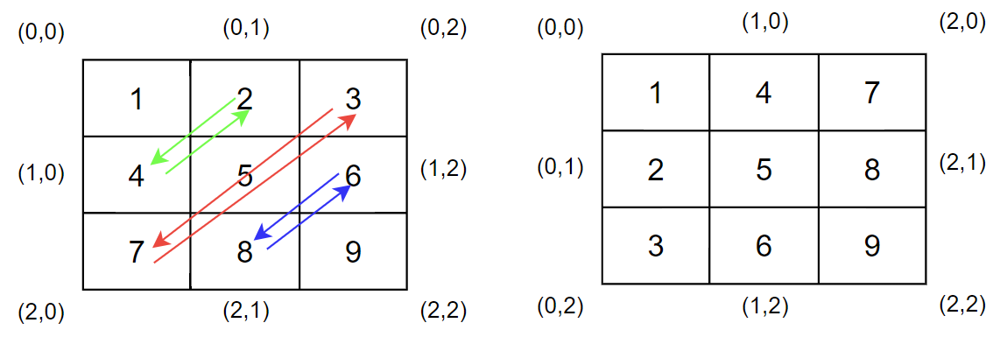 (0,0) (0,1) (0,2)
1 2 3
(1,0) 4 5 6 (1,2)
7 8 9
(2,0) (2,1) (2,2)
(0,0) (1,0) (2,0)
1 4 7
(0,1) 2 5 8 (2,1)
3 6 9
(0,2) (1,2) (2,2)